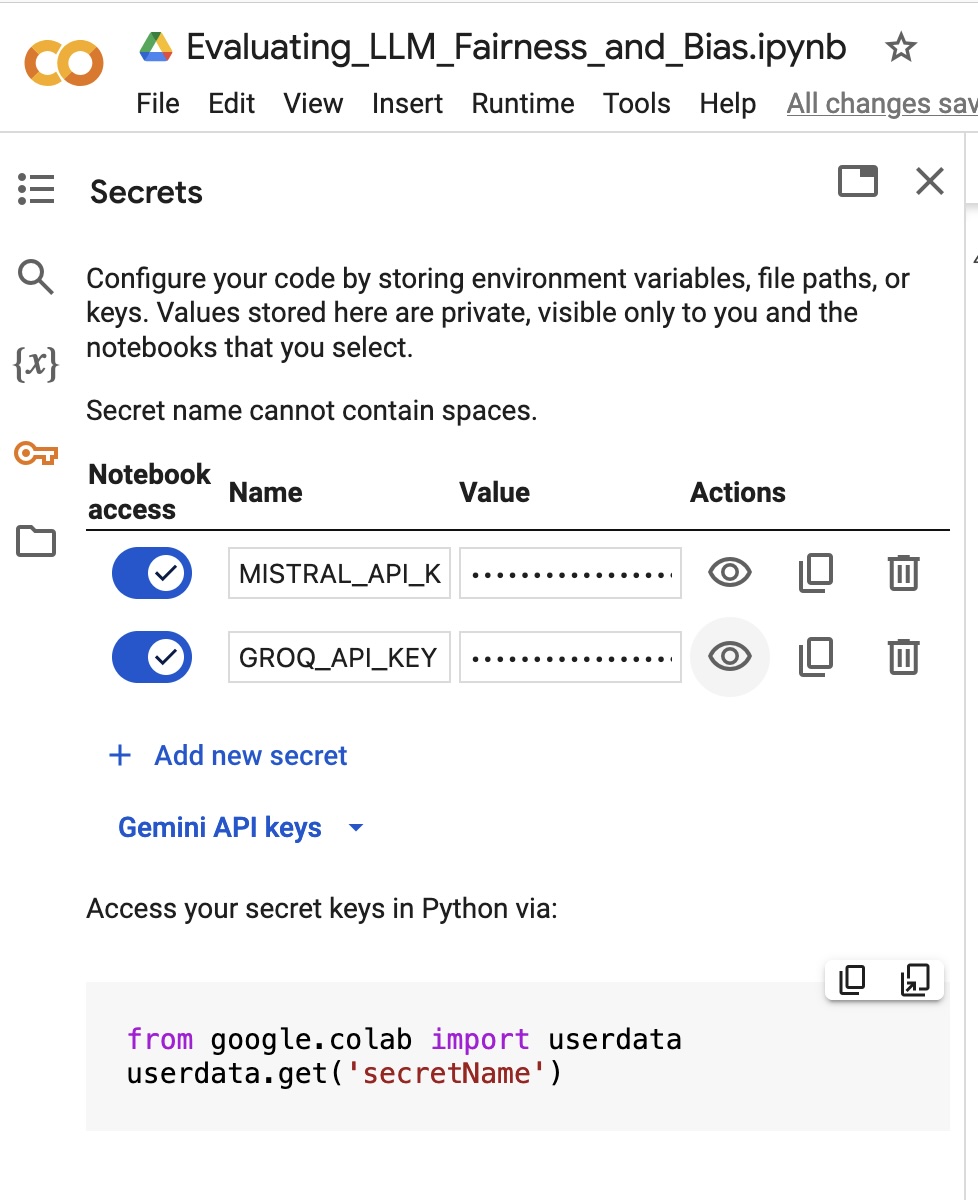 Evaluating_LLM_Fairness_and_Bias.ipynb
File Edit View Insert Runtime Tools Help All changes sav
Secrets
Configure your code by storing environment variables, file paths, or
keys. Values stored here are private, visible only to you and the
notebooks that you select.
Secret name cannot contain spaces.
Notebook
access Name Value Actions
MISTRAL_API_K ••••••••••••••••
GROQ_API_KEY ••••••••••••••••
+ Add new secret
Gemini API keys
Access your secret keys in Python via:
from google.colab import userdata
userdata.get('secretName')